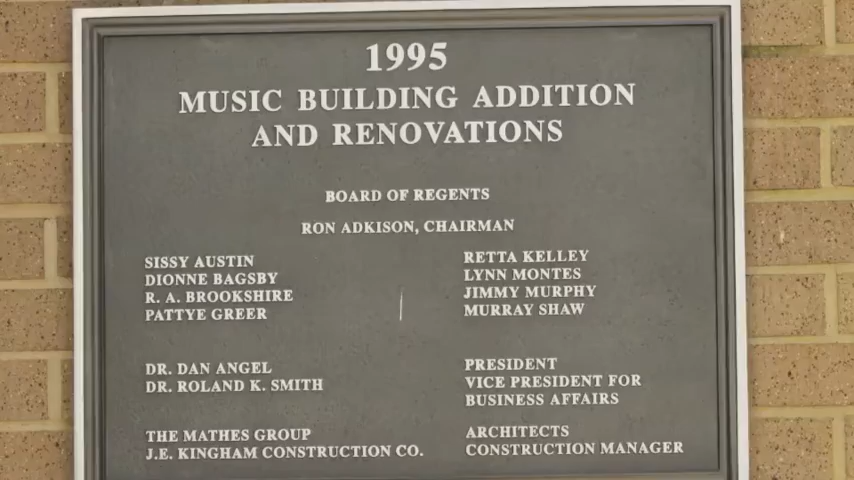 1995
MUSIC BUILDING ADDITION
AND RENOVATIONS
BOARD OF REGENTS
RON ADKISON, CHAIRMAN
SISSY AUSTIN
DIONNE BAGSBY
R. A. BROOKSHIRE
PATTYE GREER
RETTA KELLEY
LYNN MONTES
JIMMY MURPHY
MURRAY SHAW
DR. DAN ANGEL
PRESIDENT
DR. ROLAND K. SMITH
VICE PRESIDENT FOR
BUSINESS AFFAIRS
THE MATHES GROUP
ARCHITECTS
J.E. KINGHAM CONSTRUCTION CO.
CONSTRUCTION MANAGER